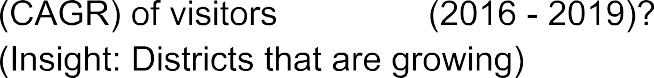 (CAGR) of visitors (2016 - 2019)?
(Insight: Districts that are growing)